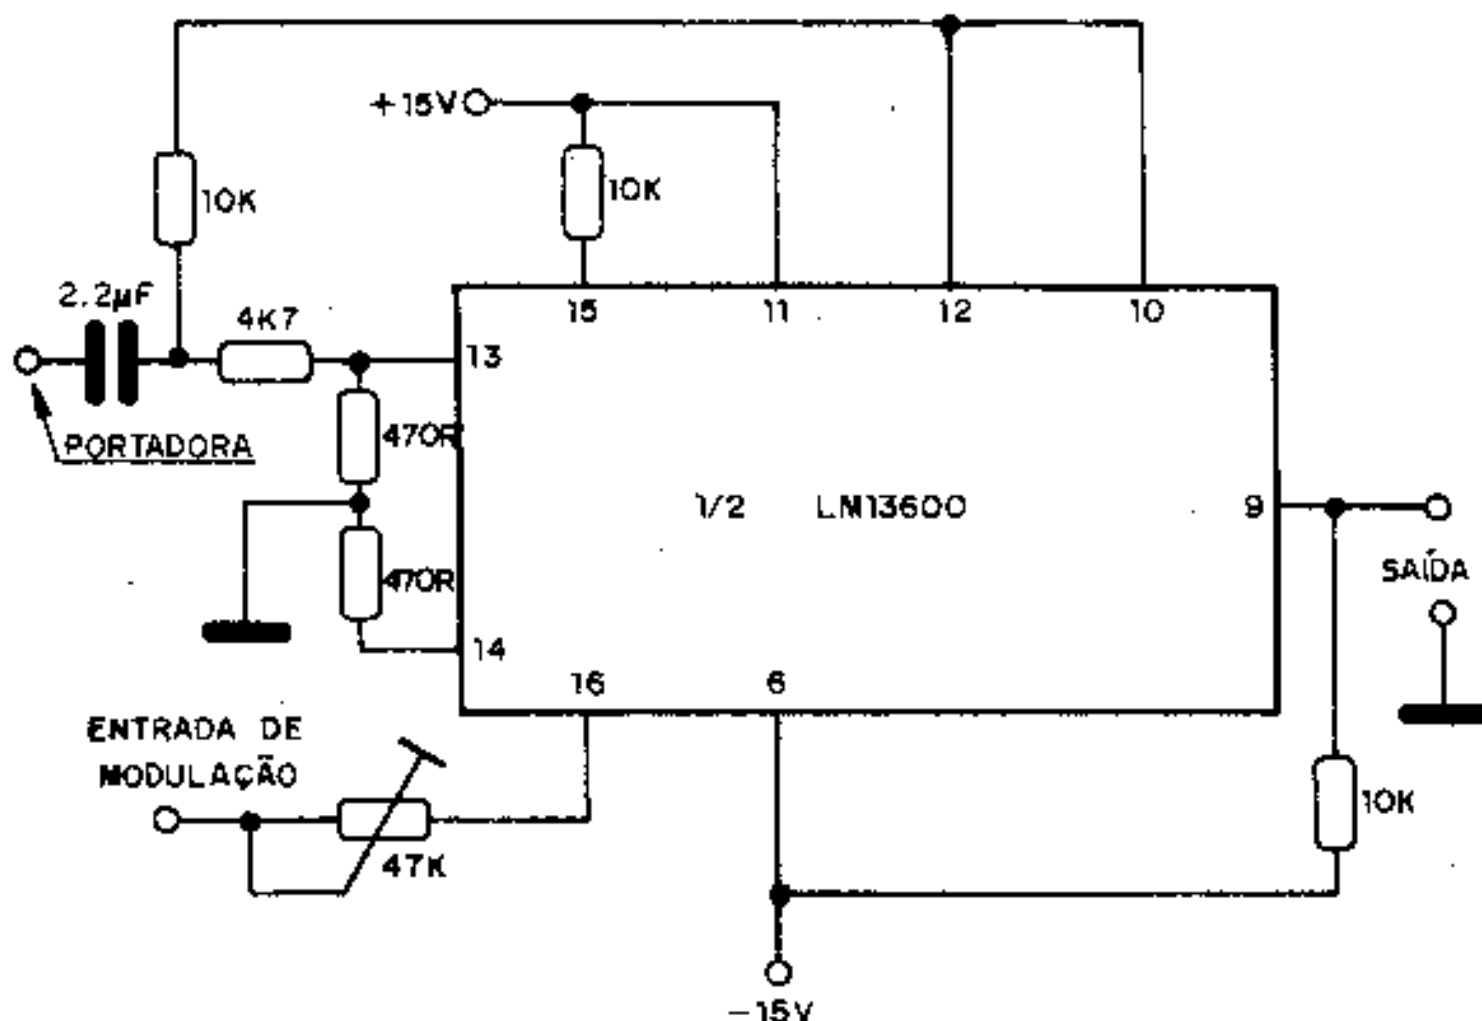 +15V
10K
10K
2.2µF
4K7
15
11
12
10
13
PORTADORA
470R
1/2 LM13600
9
SAÍDA
470R
14
16
6
ENTRADA DE
MODULAÇÃO
47K
10K
-15V